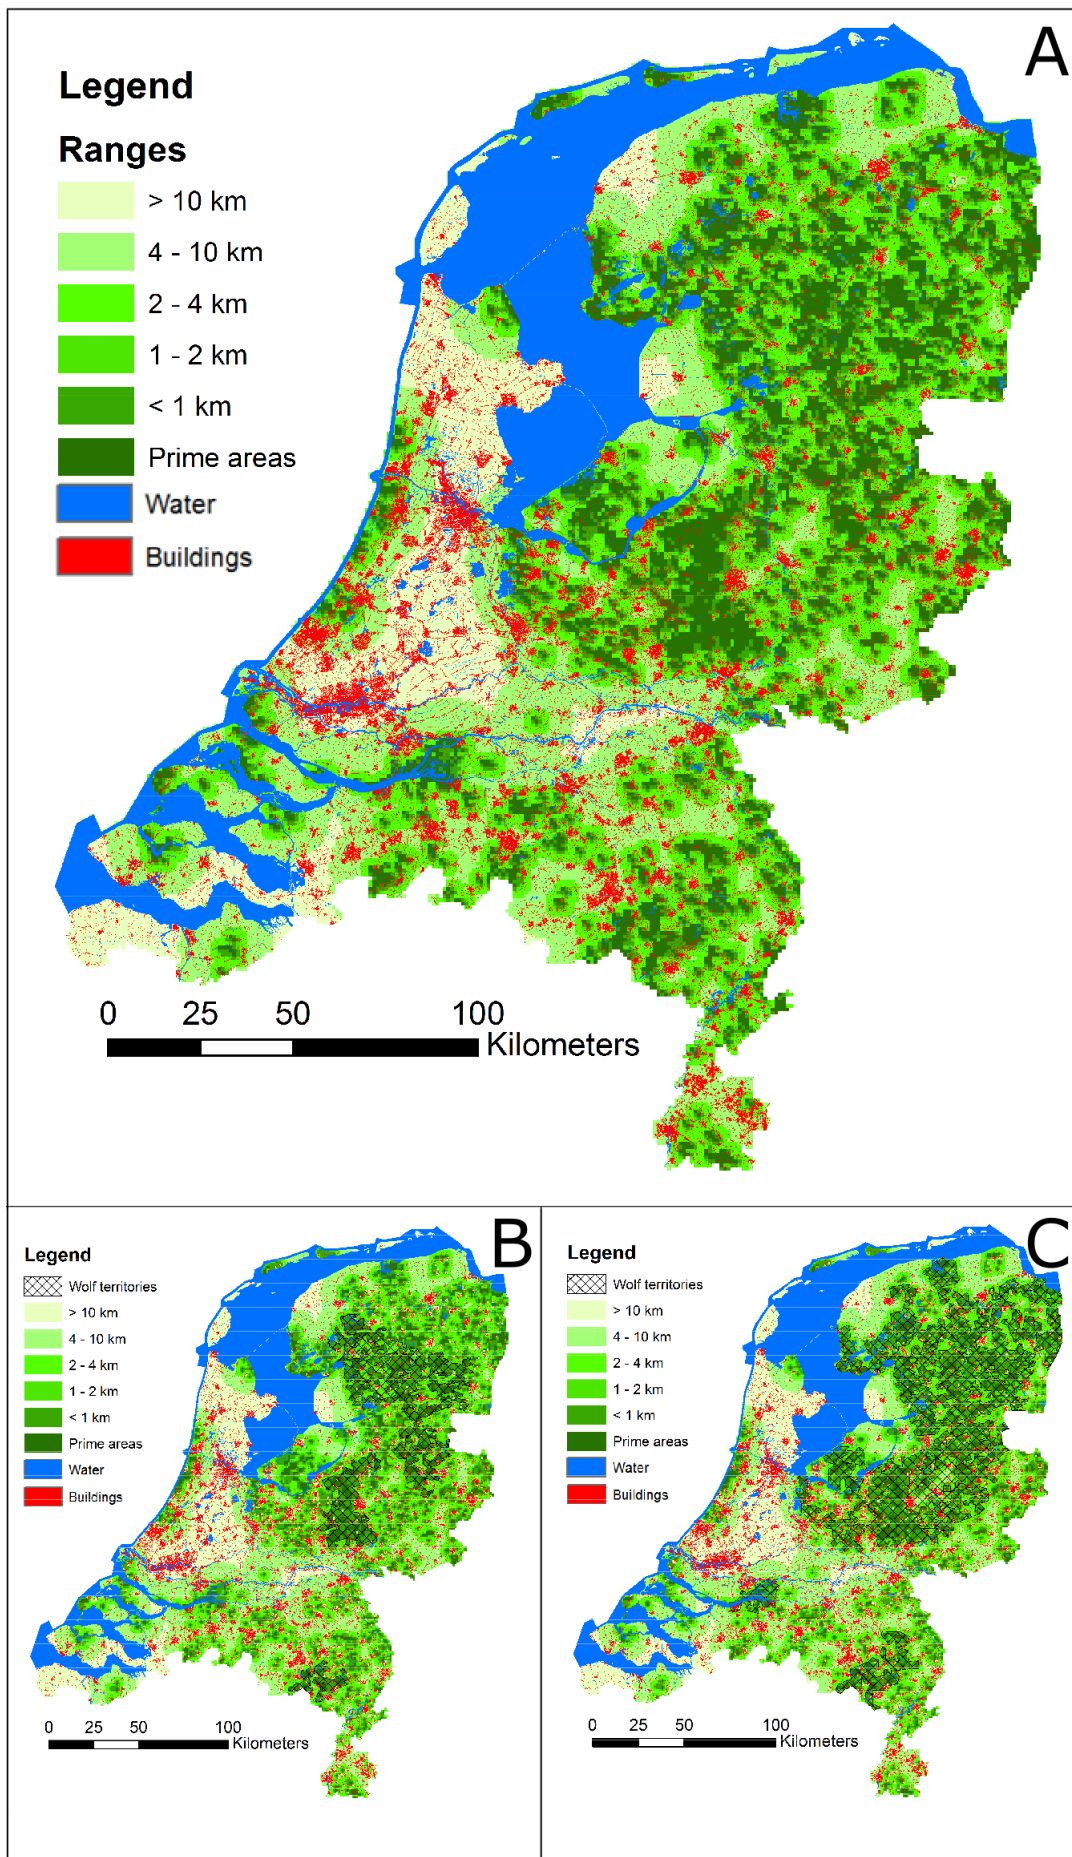 A
Legend
Ranges
> 10 km
4 - 10 km
2 - 4 km
1 - 2 km
< 1 km
Prime areas
Water
Buildings
0 25 50 100
Kilometers
B
Legend
Wolf territories
> 10 km
4 - 10 km
2 - 4 km
1 - 2 km
< 1 km
Prime areas
Water
Buildings
0 25 50 100
Kilometers
C
Legend
Wolf territories
> 10 km
4 - 10 km
2 - 4 km
1 - 2 km
< 1 km
Prime areas
Water
Buildings
0 25 50 100
Kilometers